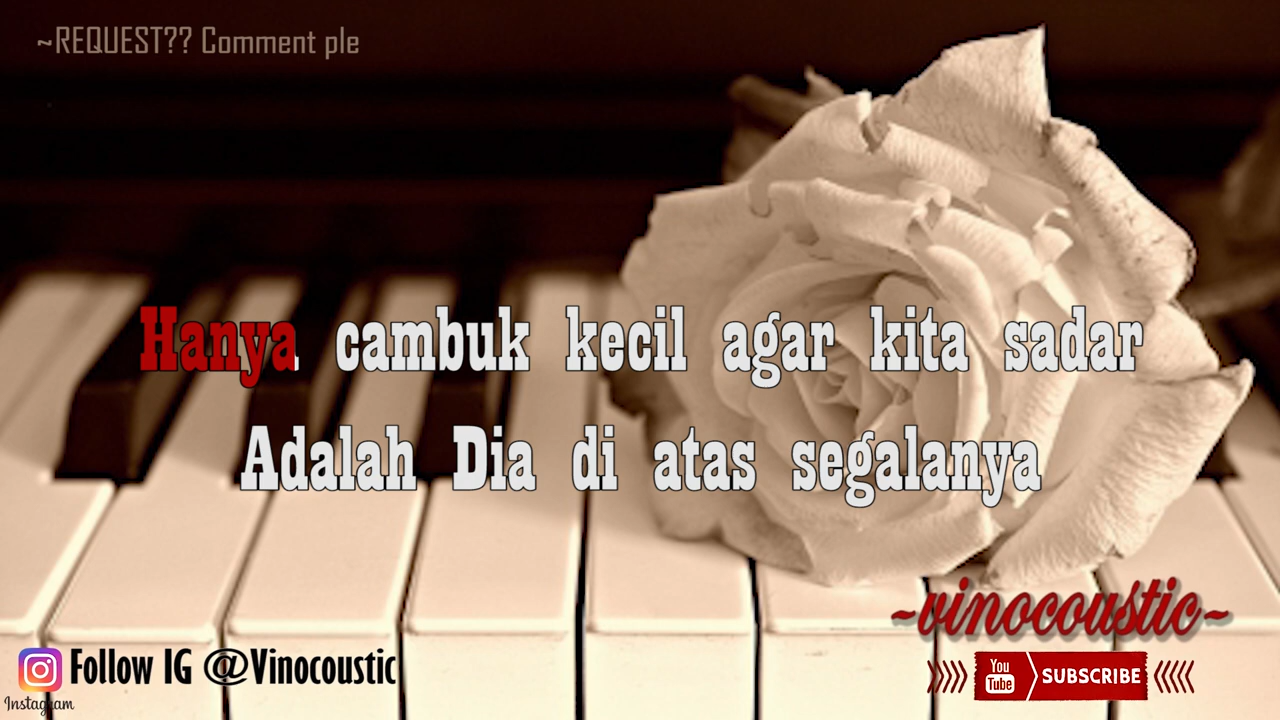 ~REQUEST?? Comment ple
Hanya cambuk kecil agar kita sadar
Adalah Dia di atas segalanya
~vinocoustic~
Follow IG @Vinocoustic
Instagram
You Tube SUBSCRIBE